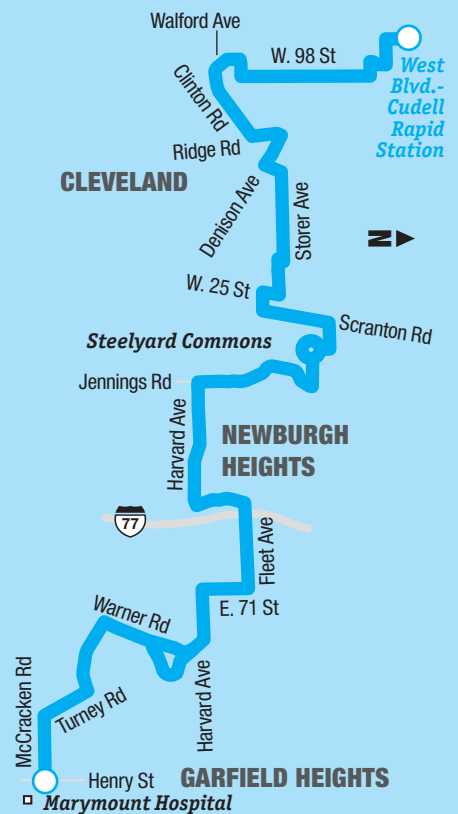 Walford Ave
W. 98 St
West
Blvd.-
Cudell
Rapid
Station
Clinton Rd
Ridge Rd
CLEVELAND
Denison Ave
Storer Ave
N
W. 25 St
Scranton Rd
Steelyard Commons
Jennings Rd
Harvard Ave
NEWBURGH
HEIGHTS
77
Fleet Ave
E. 71 St
Warner Rd
Harvard Ave
McCracken Rd
Turney Rd
Henry St
GARFIELD HEIGHTS
Marymount Hospital